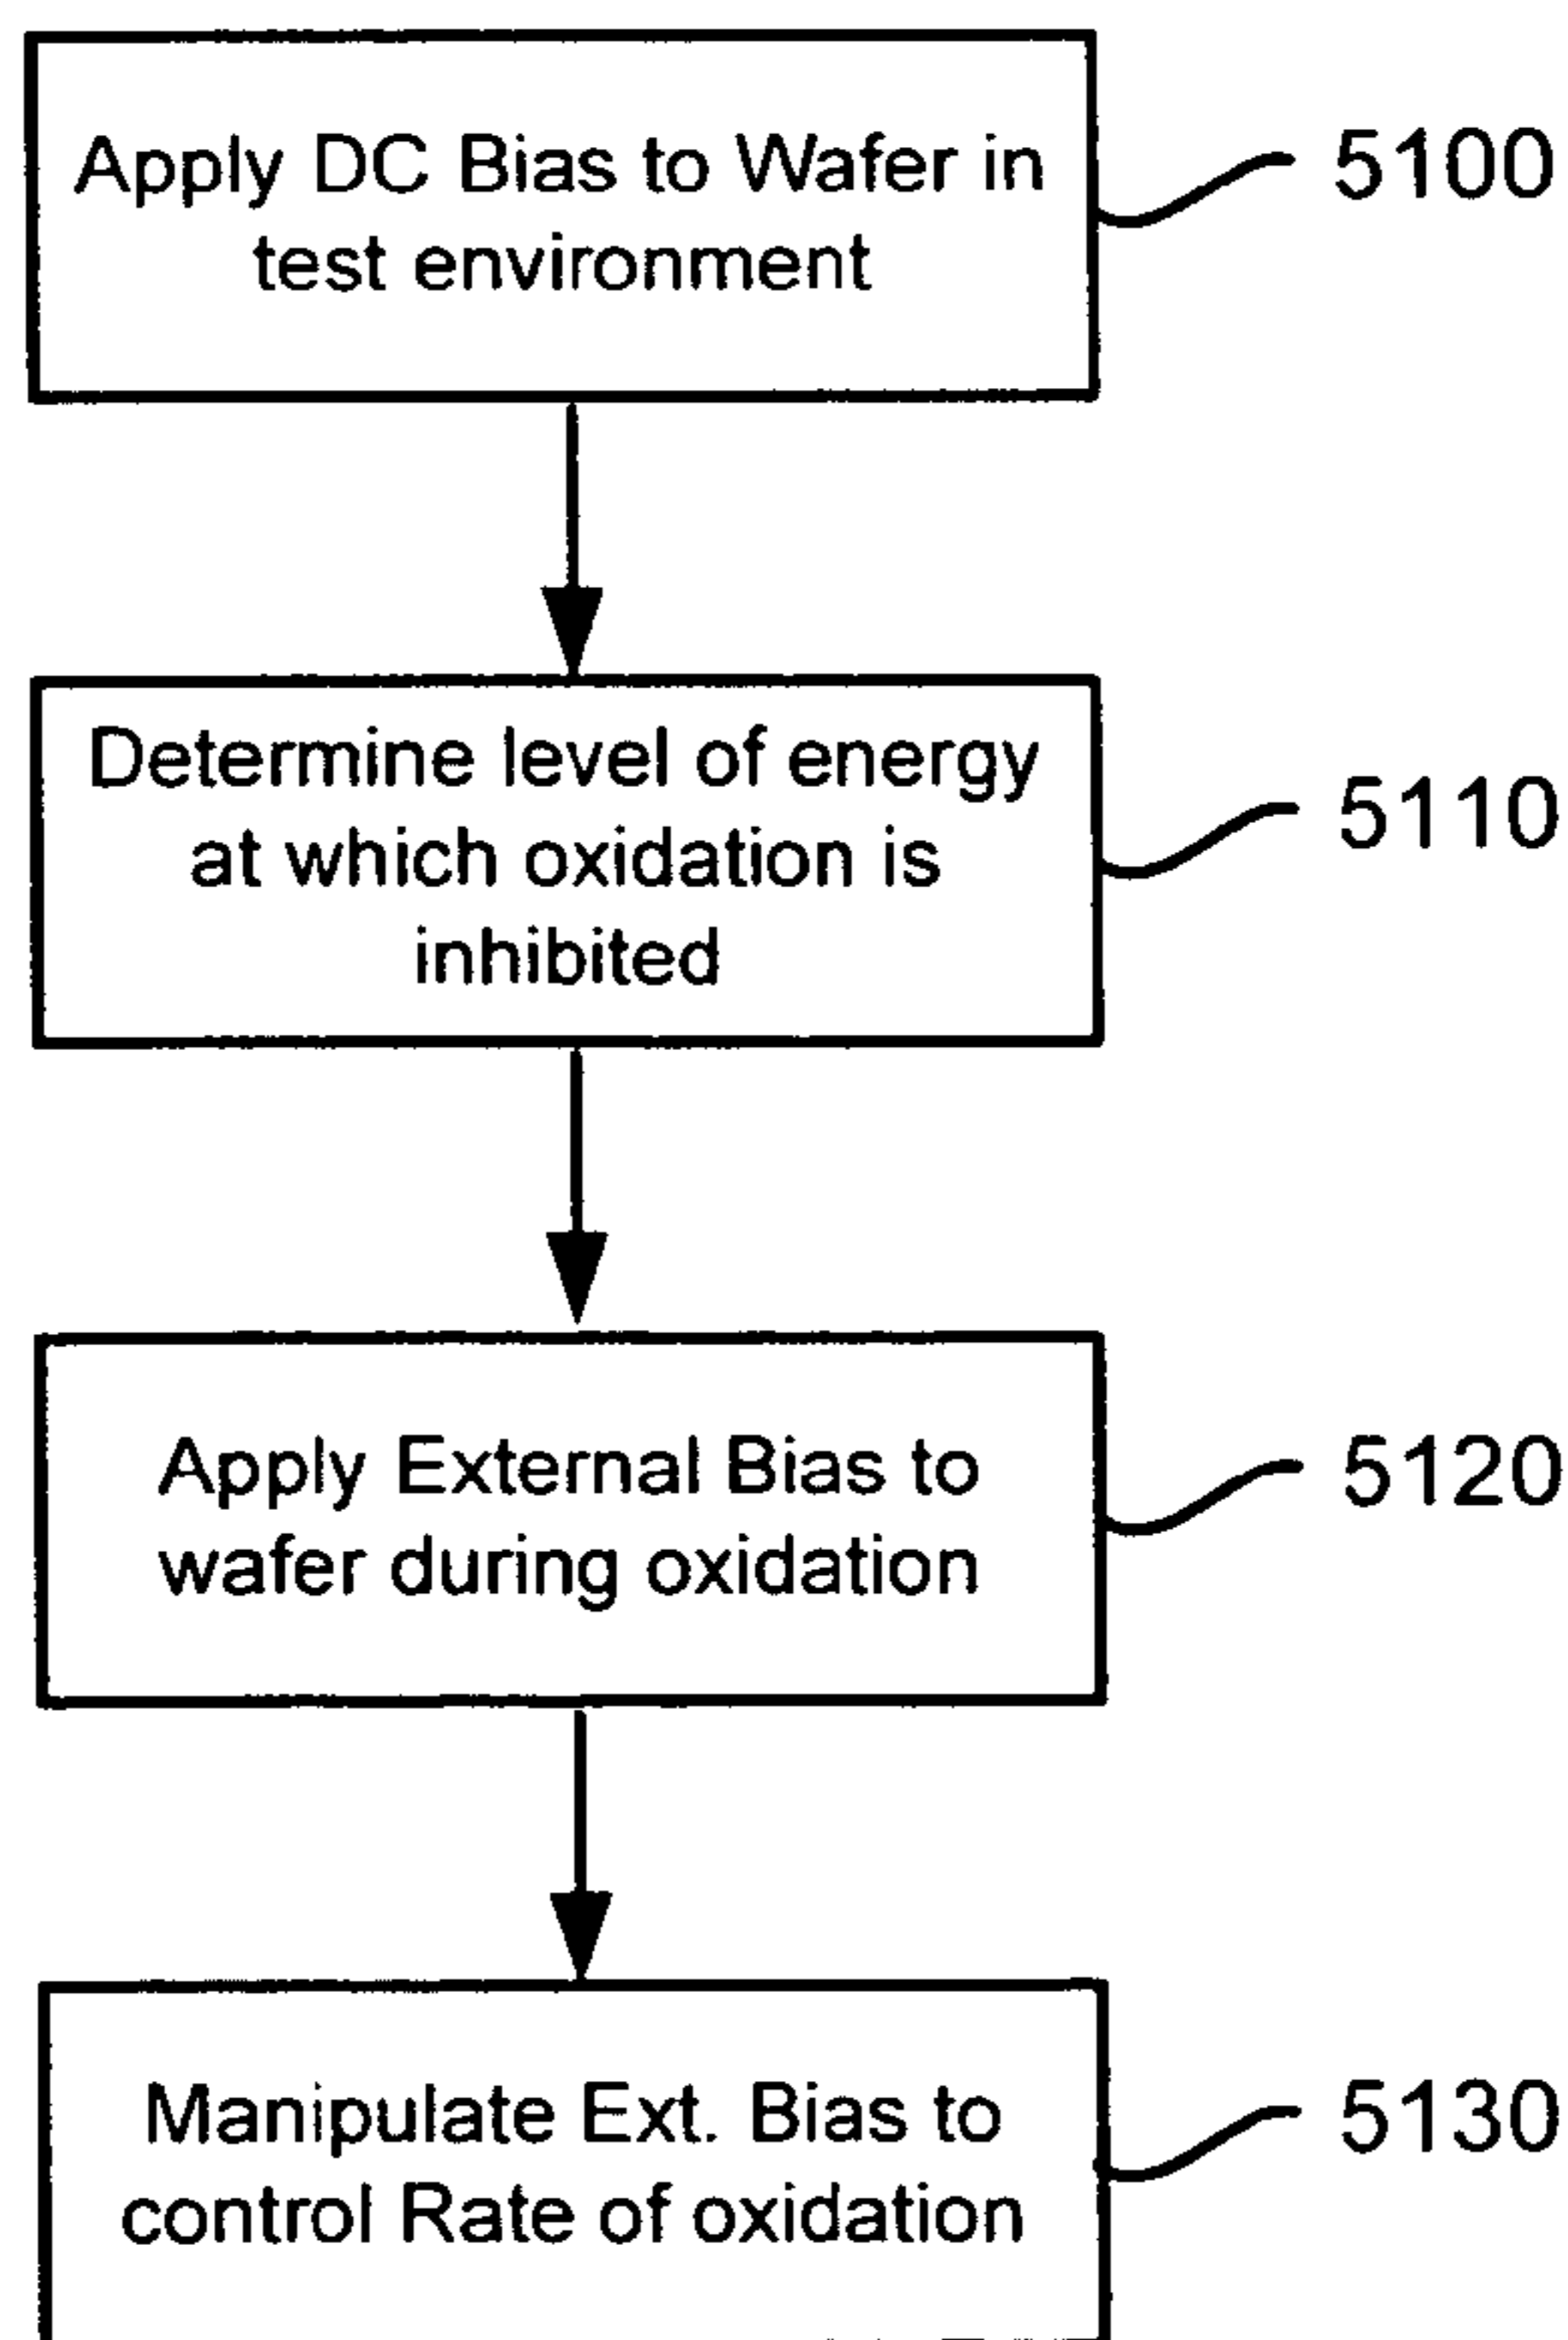 Apply DC Bias to Wafer in
test environment
5100
Determine level of energy
at which oxidation is
inhibited
5110
Apply External Bias to
wafer during oxidation
5120
Manipulate Ext. Bias to
control Rate of oxidation
5130